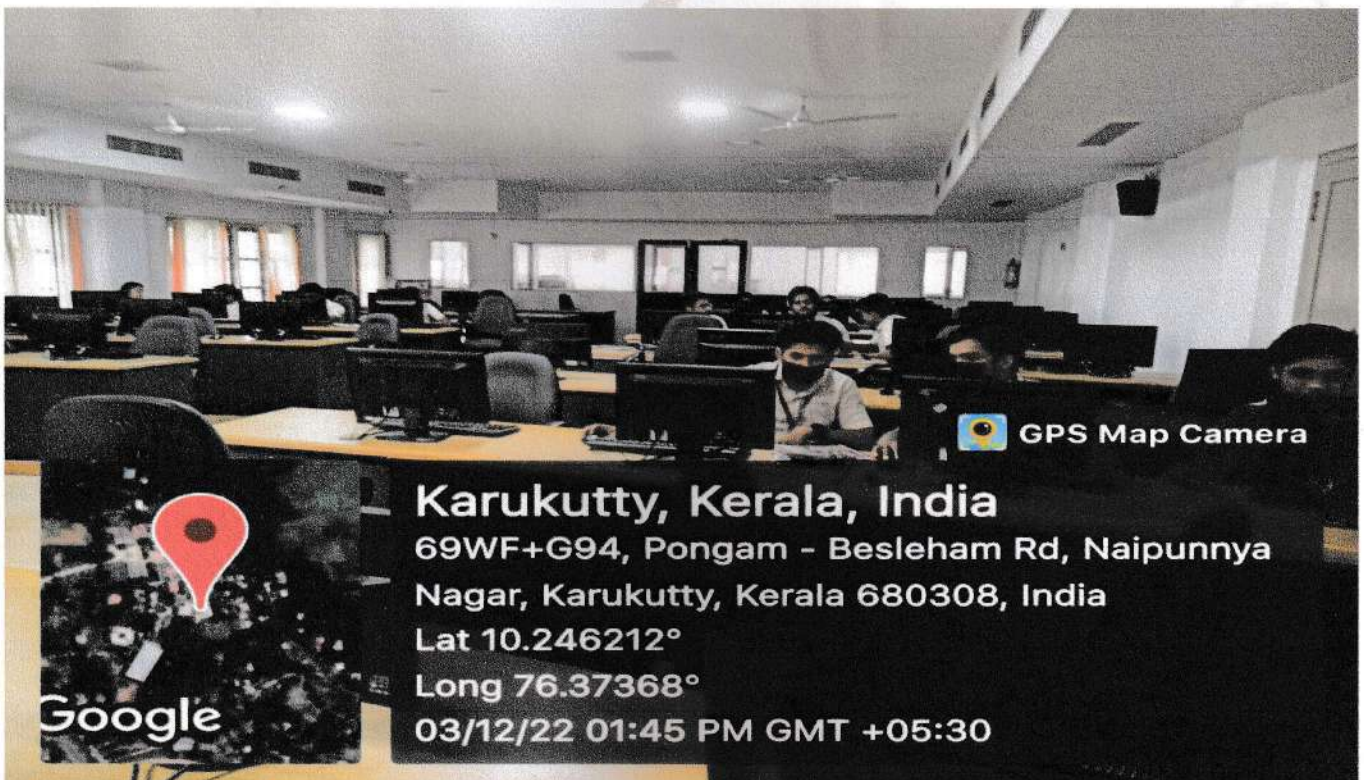 GPS Map Camera
Karukutty, Kerala, India
69WF+G94, Pongam - Besleham Rd, Naipunnya
Nagar, Karukutty, Kerala 680308, India
Lat 10.246212°
Long 76.37368°
03/12/22 01:45 PM GMT +05:30
Google